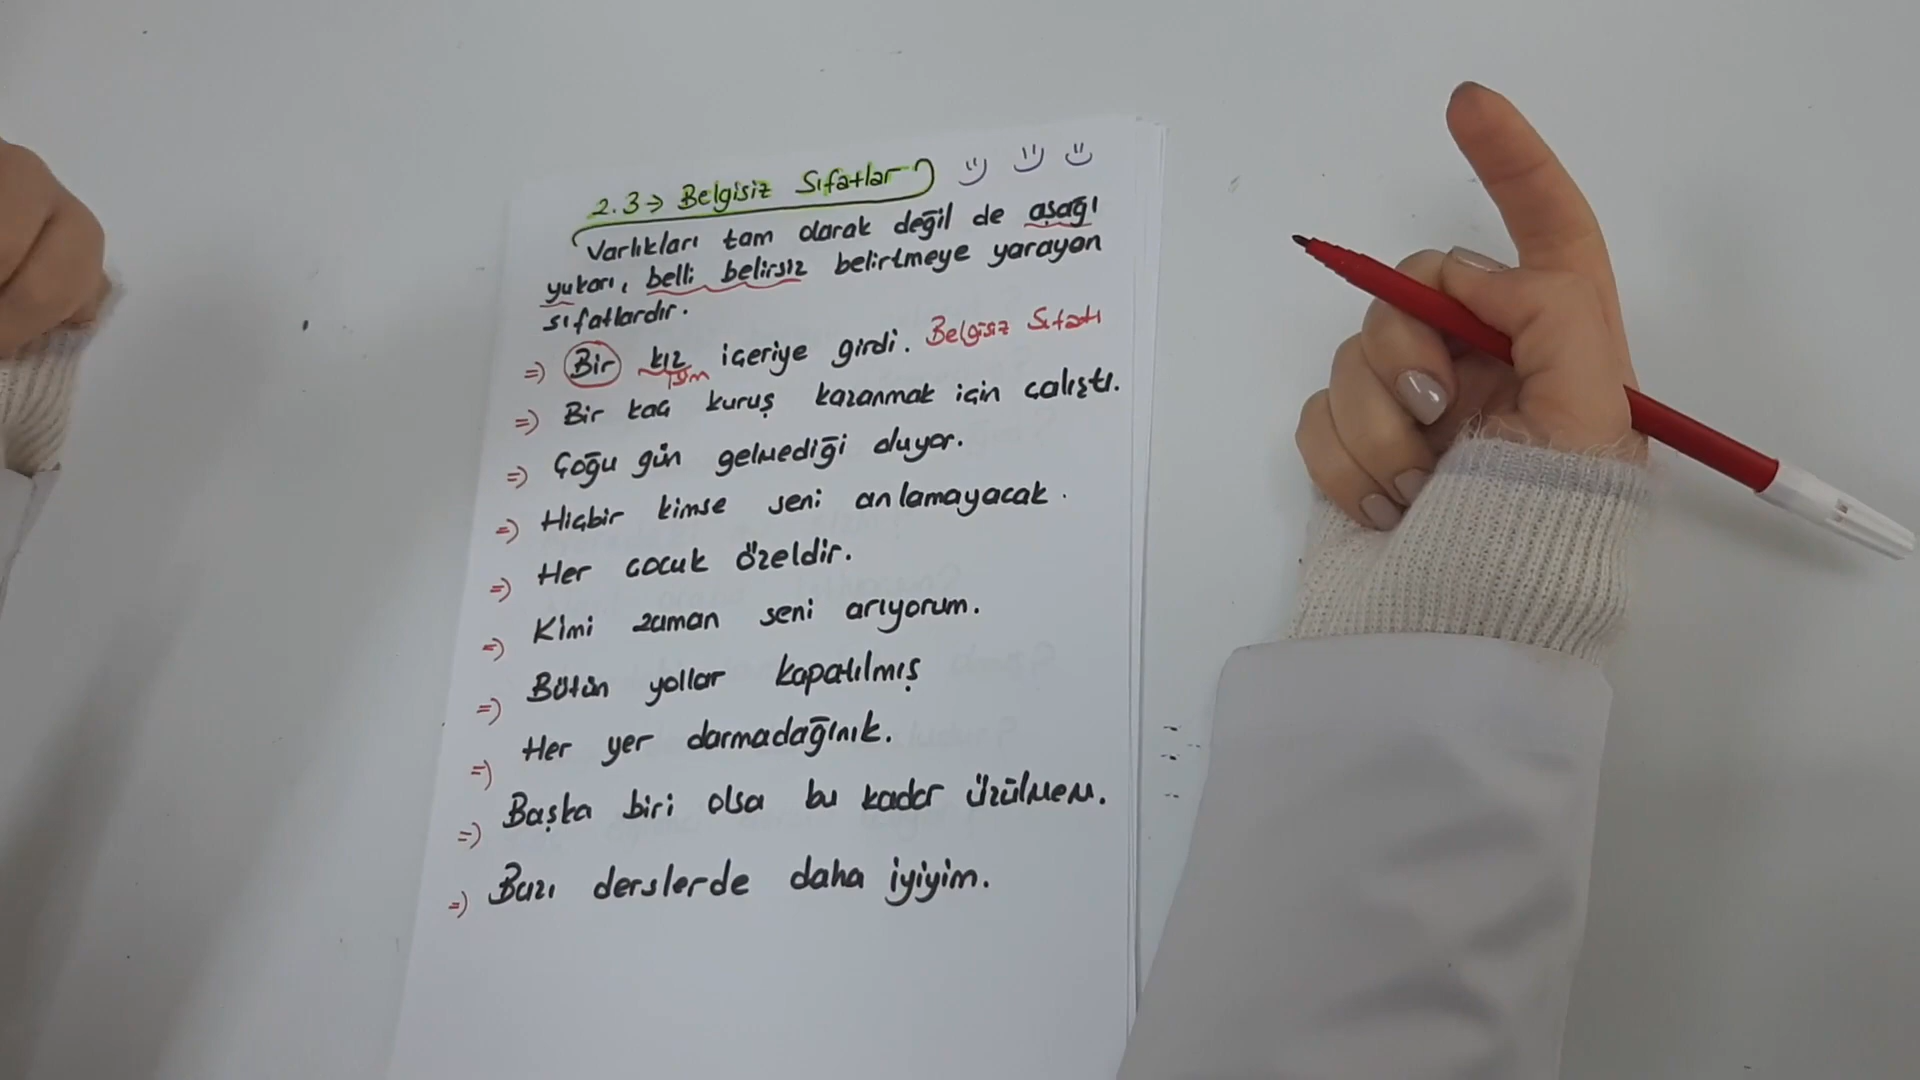 2.3→ Belgisiz Sıfatlar
Varlıkları tam olarak değil de aşağı
yukarı, belli belirsiz belirtmeye yarayan
sıfatlardır.
=) Bir kız içeriye girdi. Belgisiz Sıfatı
isim
=) Bir kaç kuruş kazanmak için çalıştı.
=) Çoğu gün gelmediği oluyor.
=) Hiçbir kimse seni anlamayacak.
=) Her çocuk özeldir.
=) Kimi zaman seni arıyorum.
=) Bütün yollar kapatılmış
=) Her yer darmadağınık.
=) Başka biri olsa bu kadar üzülmem.
=) Bazı derslerde daha iyiyim.